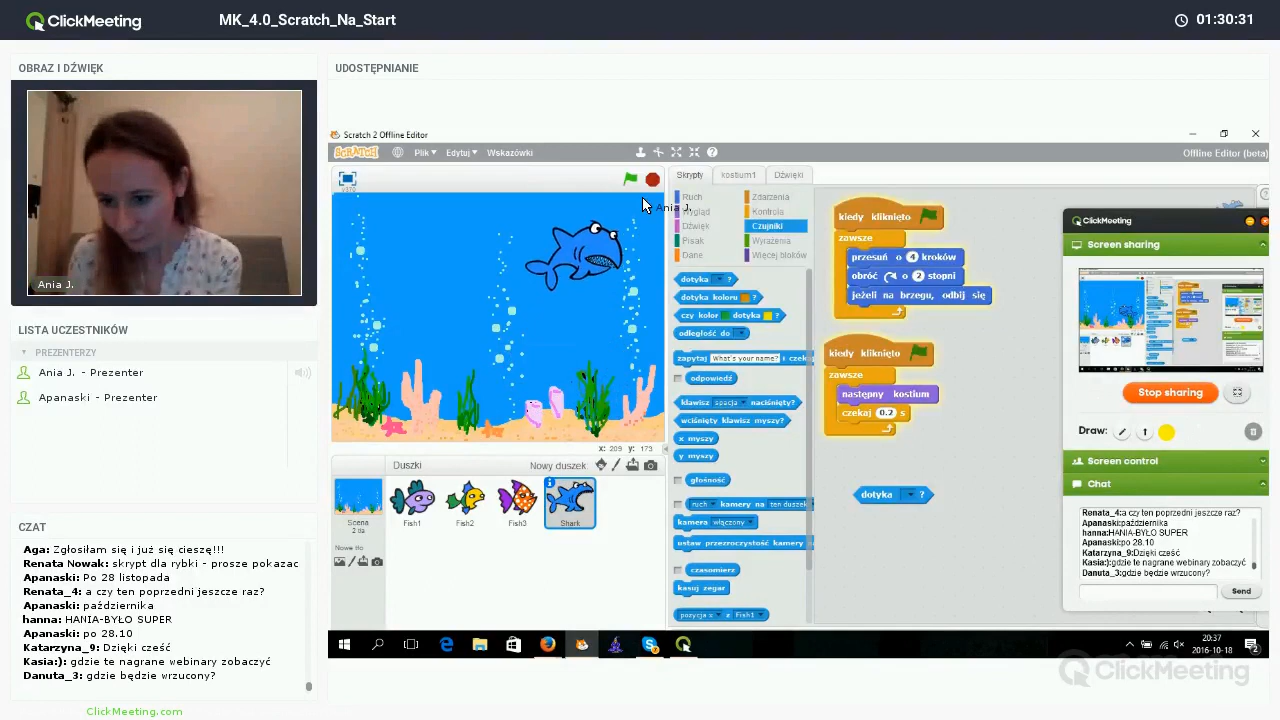 ClickMeeting
MK_4.0_Scratch_Na_Start
01:30:31
OBRAZ I DŹWIĘK
Ania J.
LISTA UCZESTNIKÓW
PREZENTERZY
Ania J. - Prezenter
Apanaski - Prezenter
CZAT
Aga: Zgłosiłam się i już się cieszę!!!
Renata Nowak: skrypt dla rybki - prosze pokazac
Apanaski: Po 28 listopada
Renata_4: a czy ten poprzedni jeszcze raz?
Apanaski: października
hanna: HANIA-BYŁO SUPER
Apanaski: po 28.10
Katarzyna_9: Dzięki cześć
Kasia:): gdzie te nagrane webinary zobaczyć
Danuta_3: gdzie będzie wrzucony?
ClickMeeting.com
UDOSTĘPNIANIE
Scratch 2 Offline Editor
SCRATCH
Plik
Edytuj
Wskazówki
Offline Editor (beta)
Ania J.
x: 209 y: 173
Duszki
Nowy duszek:
Scena
2 tła
Nowe tło
Fish1
Fish2
Fish3
Shark
Skrypty
kostium1
Dźwięki
Ruch
Zdarzenia
Wygląd
Kontrola
Dźwięk
Czujniki
Pisak
Wyrażenia
Dane
Więcej bloków
dotyka ?
dotyka koloru ?
czy kolor dotyka ?
odległość do
zapytaj What's your name? i czeka
odpowiedź
klawisz spacja naciśnięty?
wciśnięty klawisz myszy?
x myszy
y myszy
głośność
ruch kamery na ten duszek
kamera włączony
ustaw przezroczystość kamery
czasomierz
kasuj zegar
pozycja x z Fish1
kiedy kliknięto
zawsze
przesuń o 4 kroków
obróć o 2 stopni
jeżeli na brzegu, odbij się
kiedy kliknięto
zawsze
następny kostium
czekaj 0.2 s
dotyka ?
ClickMeeting
Screen sharing
Stop sharing
Draw:
Screen control
Chat
Renata_4:a czy ten poprzedni jeszcze raz?
Apanaski:października
hanna:HANIA-BYŁO SUPER
Apanaski:po 28.10
Katarzyna_9:Dzięki cześć
Kasia:):gdzie te nagrane webinary zobaczyć
Danuta_3:gdzie będzie wrzucony?
Send
20:37
2016-10-18
ClickMeeting